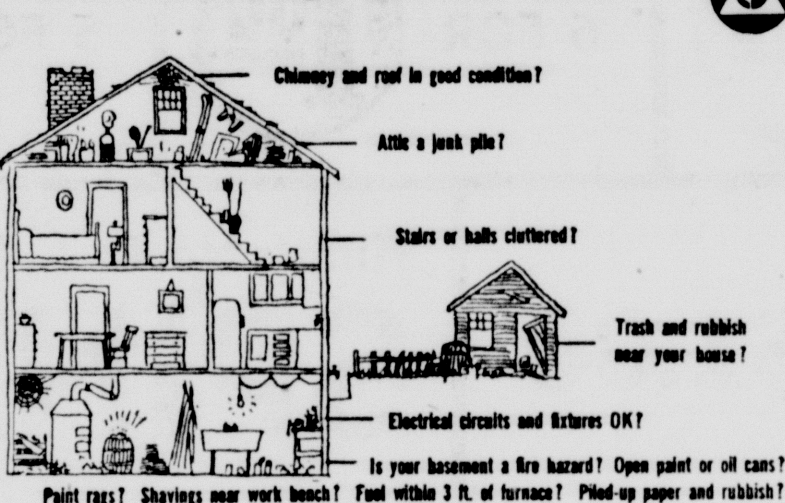 Chimney and roof in good condition?
Attic a junk pile?
Stairs or halls cluttered?
Trash and rubbish
near your house?
Electrical circuits and fixtures OK?
Is your basement a fire hazard? Open paint or oil cans?
Paint rags? Shavings near work bench? Fuel within 3 ft. of furnace? Piled-up paper and rubbish?